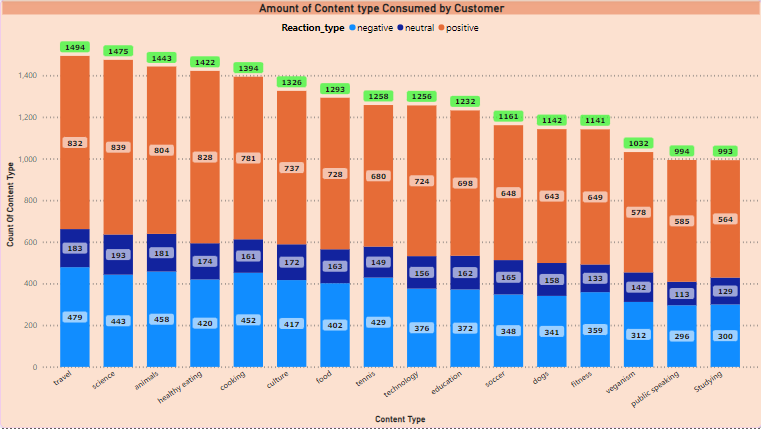 Amount of Content type Consumed by Customer
Reaction_type negative neutral positive
1494 1475 1443 1422 1394 1326 1293 1258 1256 1232 1161 1142 1141 1032 994 993
832 839 804 828 781 737 728 680 724 698 648 643 649 578 585 564
183 193 181 174 161 172 163 149 156 162 165 158 133 142 113 129
479 443 458 420 452 417 402 429 376 372 348 341 359 312 296 300
1,400
1,200
1,000
800
600
400
200
0
Count Of Content Type
travel science animals healthy eating cooking culture food tennis technology education soccer dogs fitness veganism public speaking Studying
Content Type